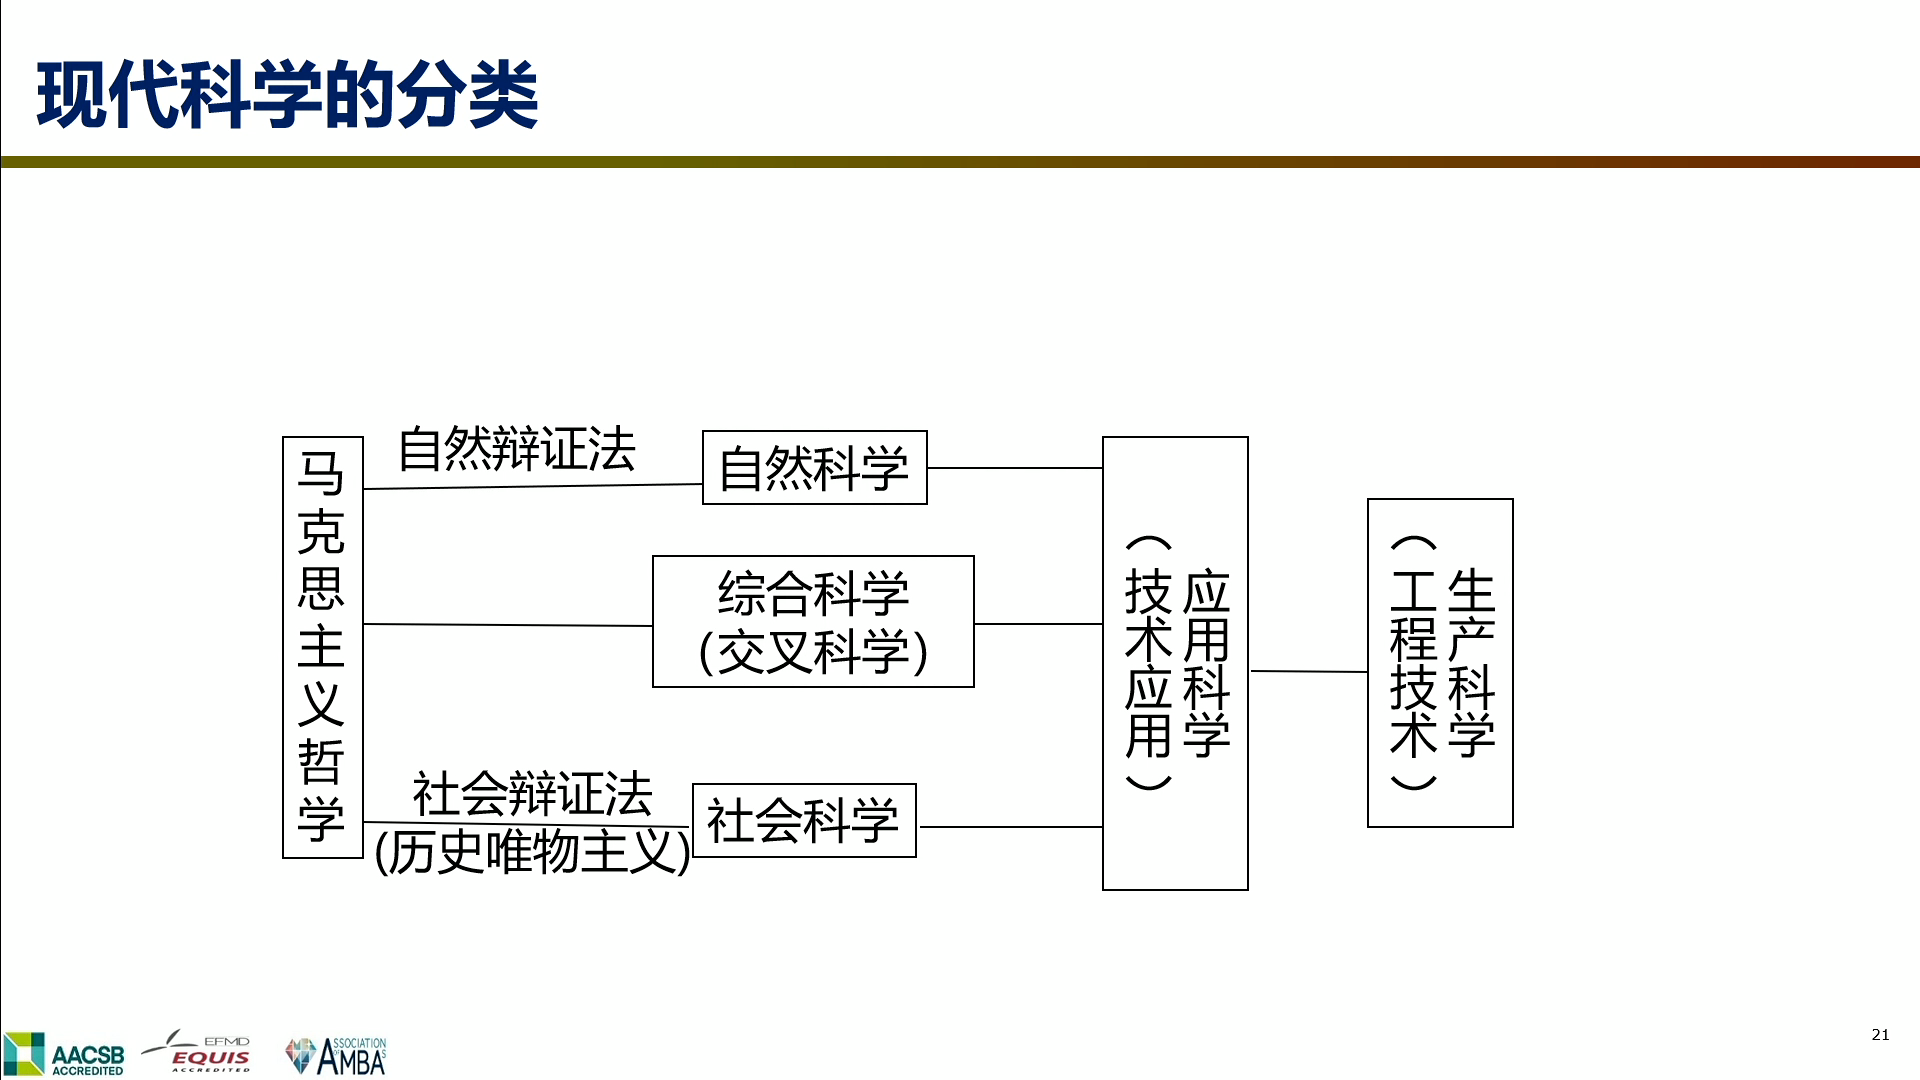 现代科学的分类
马克思主义哲学
自然辩证法
自然科学
综合科学
(交叉科学)
社会辩证法
(历史唯物主义)
社会科学
应用科学
（技术应用）
生产科学
（工程技术）
AACSB
ACCREDITED
EFMD
EQUIS
ACCREDITED
ASSOCIATION
OF
AMBAS
21